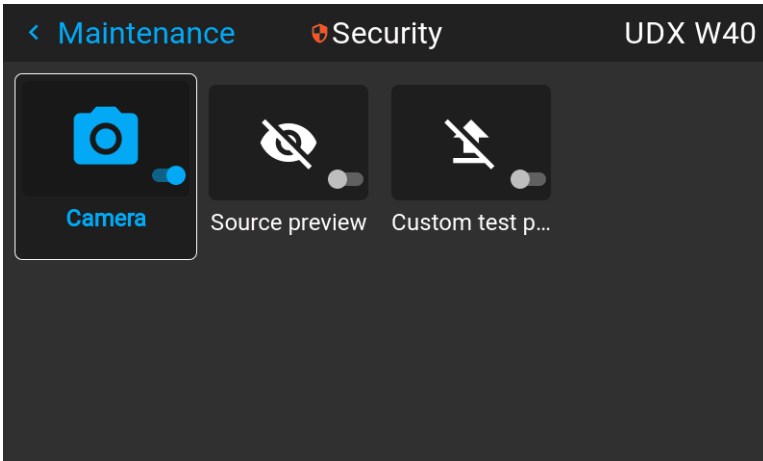 Maintenance Security UDX W40
Camera
Source preview
Custom test p...